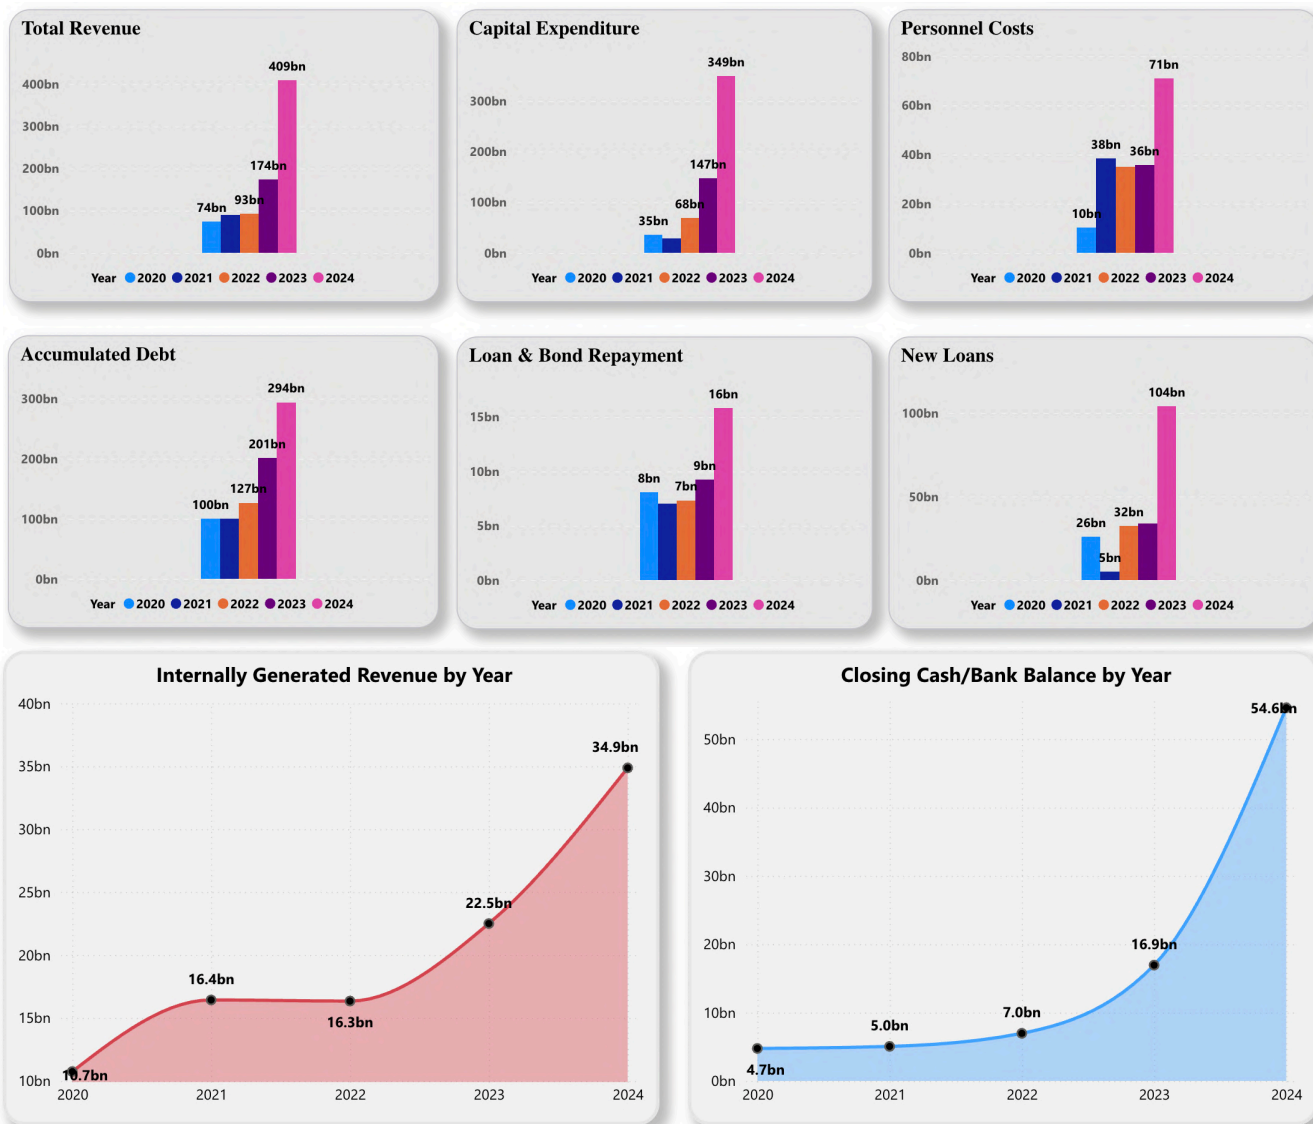 Total Revenue
409bn
400bn
300bn
174bn
200bn
93bn
74bn
100bn
0bn
Year 2020 2021 2022 2023 2024
Capital Expenditure
349bn
300bn
200bn
147bn
100bn
68bn
35bn
0bn
Year 2020 2021 2022 2023 2024
Personnel Costs
80bn
71bn
60bn
38bn
36bn
40bn
10bn
20bn
0bn
Year 2020 2021 2022 2023 2024
Accumulated Debt
294bn
300bn
201bn
200bn
127bn
100bn
100bn
0bn
Year 2020 2021 2022 2023 2024
Loan & Bond Repayment
16bn
15bn
9bn
10bn
8bn
7bn
5bn
0bn
Year 2020 2021 2022 2023 2024
New Loans
104bn
100bn
32bn
26bn
50bn
5bn
0bn
Year 2020 2021 2022 2023 2024
Internally Generated Revenue by Year
40bn
34.9bn
35bn
30bn
25bn
22.5bn
20bn
16.4bn
15bn
16.3bn
10bn
10.7bn
2020 2021 2022 2023 2024
Closing Cash/Bank Balance by Year
54.6bn
50bn
40bn
30bn
20bn
16.9bn
10bn
7.0bn
5.0bn
4.7bn
0bn
2020 2021 2022 2023 2024